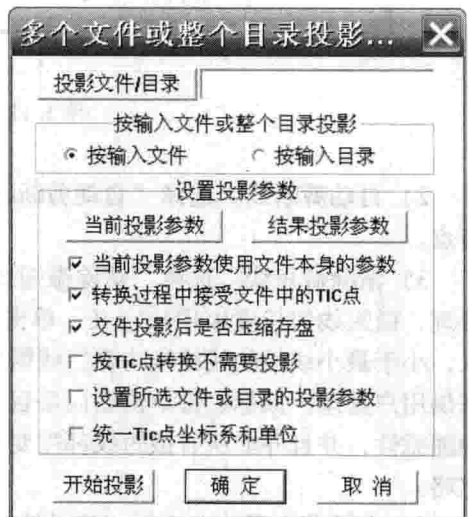 多个文件或整个目录投影...
投影文件/目录
按输入文件或整个目录投影
按输入文件 按输入目录
设置投影参数
当前投影参数 结果投影参数
当前投影参数使用文件本身的参数
转换过程中接受文件中的TIC点
文件投影后是否压缩存盘
按Tic点转换不需要投影
设置所选文件或目录的投影参数
统一Tic点坐标系和单位
开始投影 确定 取消